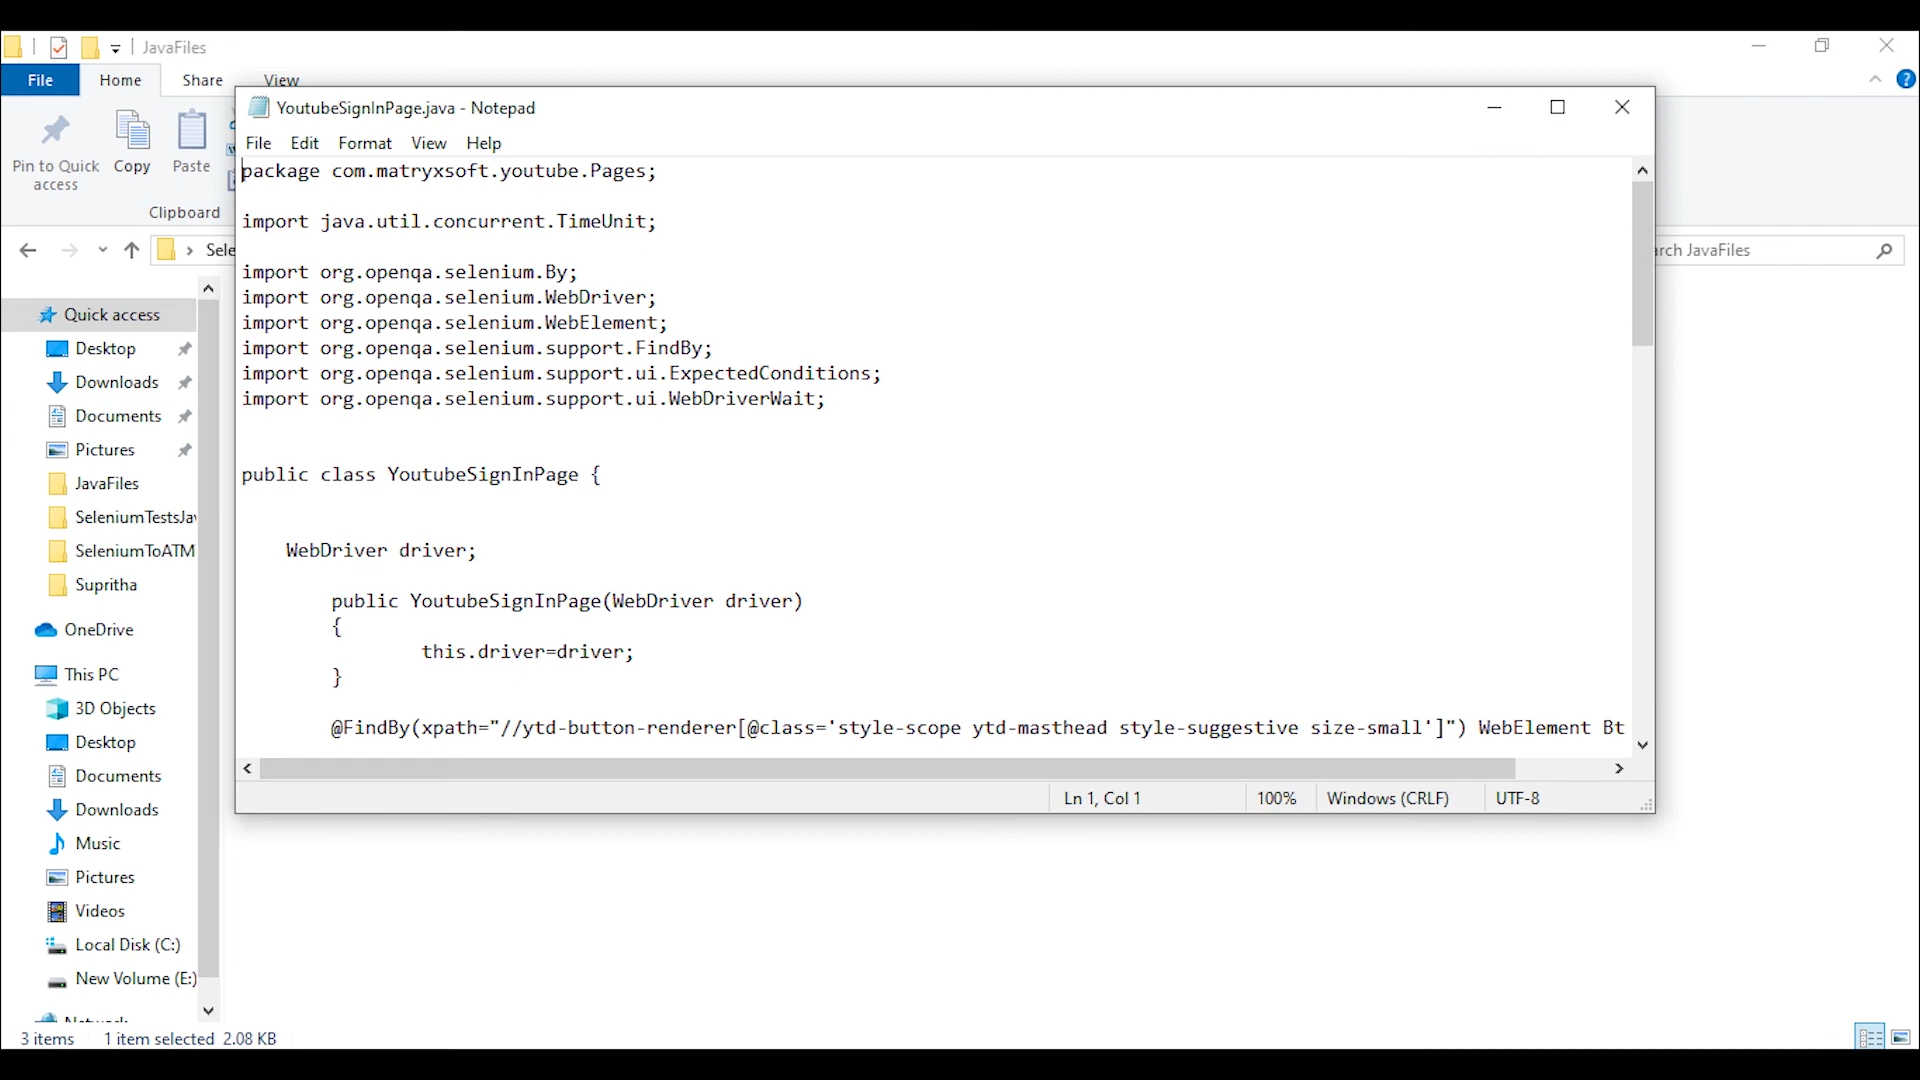 JavaFiles
File Home Share View
YoutubeSignInPage.java - Notepad
File Edit Format View Help
Pin to Quick access
Copy
Paste
Clipboard
Sele
rch JavaFiles
package com.matryxsoft.youtube.Pages;
import java.util.concurrent.TimeUnit;
import org.openqa.selenium.By;
import org.openqa.selenium.WebDriver;
import org.openqa.selenium.WebElement;
import org.openqa.selenium.support.FindBy;
import org.openqa.selenium.support.ui.ExpectedConditions;
import org.openqa.selenium.support.ui.WebDriverWait;
public class YoutubeSignInPage {
WebDriver driver;
public YoutubeSignInPage(WebDriver driver)
{
this.driver=driver;
}
@FindBy(xpath="//ytd-button-renderer[@class='style-scope ytd-masthead style-suggestive size-small']") WebElement Bt
Ln 1, Col 1 100% Windows (CRLF) UTF-8
Quick access
Desktop
Downloads
Documents
Pictures
JavaFiles
SeleniumTestsJav
SeleniumToATM
Supritha
OneDrive
This PC
3D Objects
Desktop
Documents
Downloads
Music
Pictures
Videos
Local Disk (C:)
New Volume (E:)
3 items 1 item selected 2.08 KB